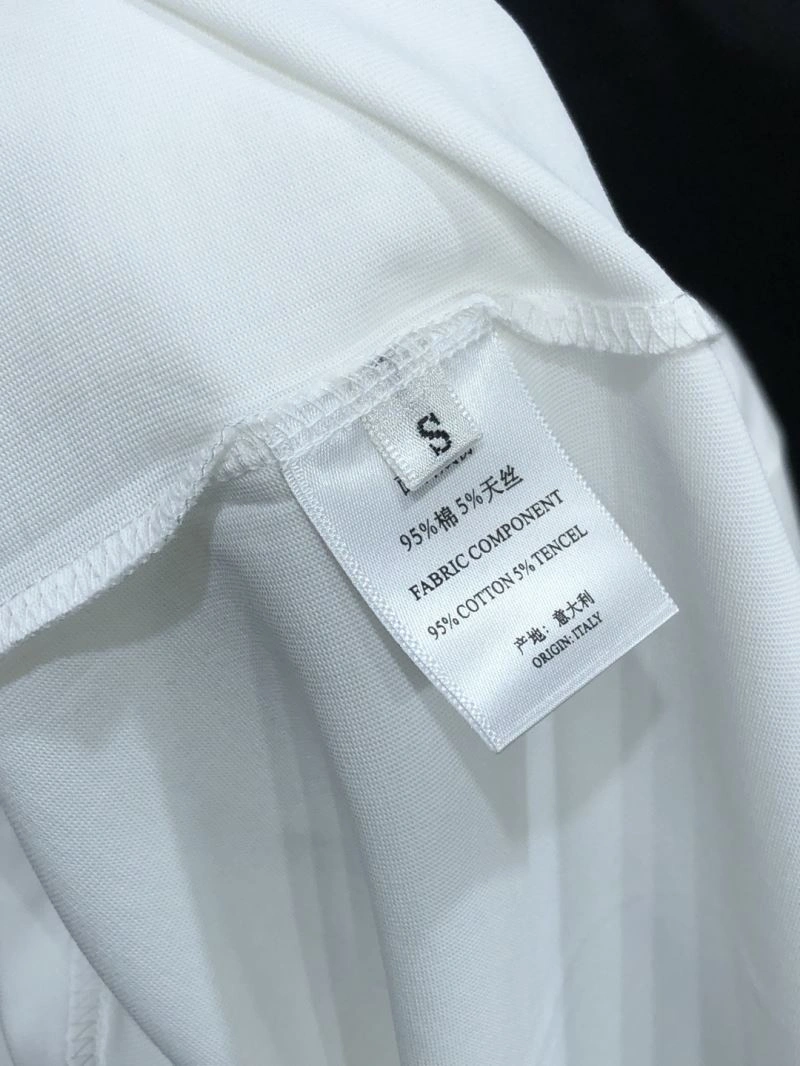 S
95%棉5%天丝
FABRIC COMPONENT
95% COTTON 5% TENCEL
产地：意大利
ORIGIN: ITALY